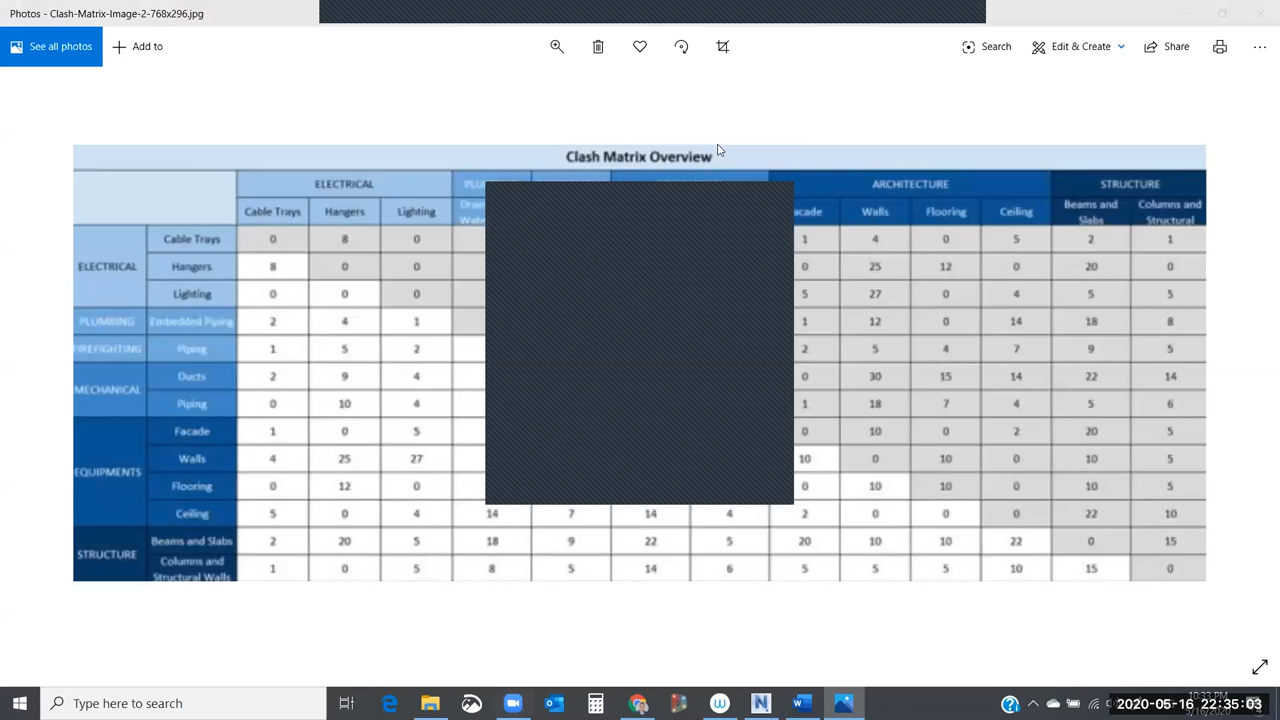 Photos - Clash-Matrix-Image-2-768x296.jpg
See all photos
Add to
Search
Edit & Create
Share
Clash Matrix Overview
ELECTRICAL ARCHITECTURE STRUCTURE
Cable Trays Hangers Lighting Walls Flooring Ceiling Beams and Slabs Columns and Structural
ELECTRICAL Cable Trays 0 8 0 1 4 0 5 2 1
Hangers 8 0 0 0 25 12 0 20 0
Lighting 0 0 0 5 27 0 4 5 5
PLUMBING Embedded Piping 2 4 1 1 12 0 14 18 8
FIREFIGHTING Piping 1 5 2 2 5 4 7 9 5
MECHANICAL Ducts 2 9 4 0 30 15 14 22 14
Piping 0 10 4 1 18 7 4 5 6
EQUIPMENTS Facade 1 0 5 0 10 0 2 20 5
Walls 4 25 27 10 0 10 0 10 5
Flooring 0 12 0 0 10 10 0 10 5
Ceiling 5 0 4 14 7 14 4 2 0 0 0 22 10
STRUCTURE Beams and Slabs 2 20 5 18 9 22 5 20 10 10 22 0 15
Columns and Structural Walls 1 0 5 8 5 14 6 5 5 5 10 15 0
Type here to search
10:33 PM
2020-05-16 22:35:03